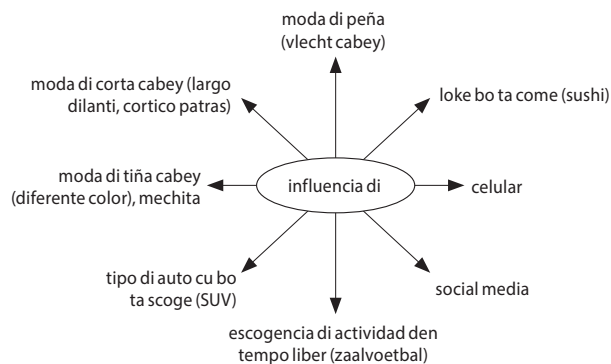 moda di peña
(vlecht cabey)
moda di corta cabey (largo
dilanti, cortico patras)
loke bo ta come (sushi)
moda di tiña cabey
(diferente color), mechita
influencia di
celular
tipo di auto cu bo
ta scoge (SUV)
social media
escogencia di actividad den
tempo liber (zaalvoetbal)